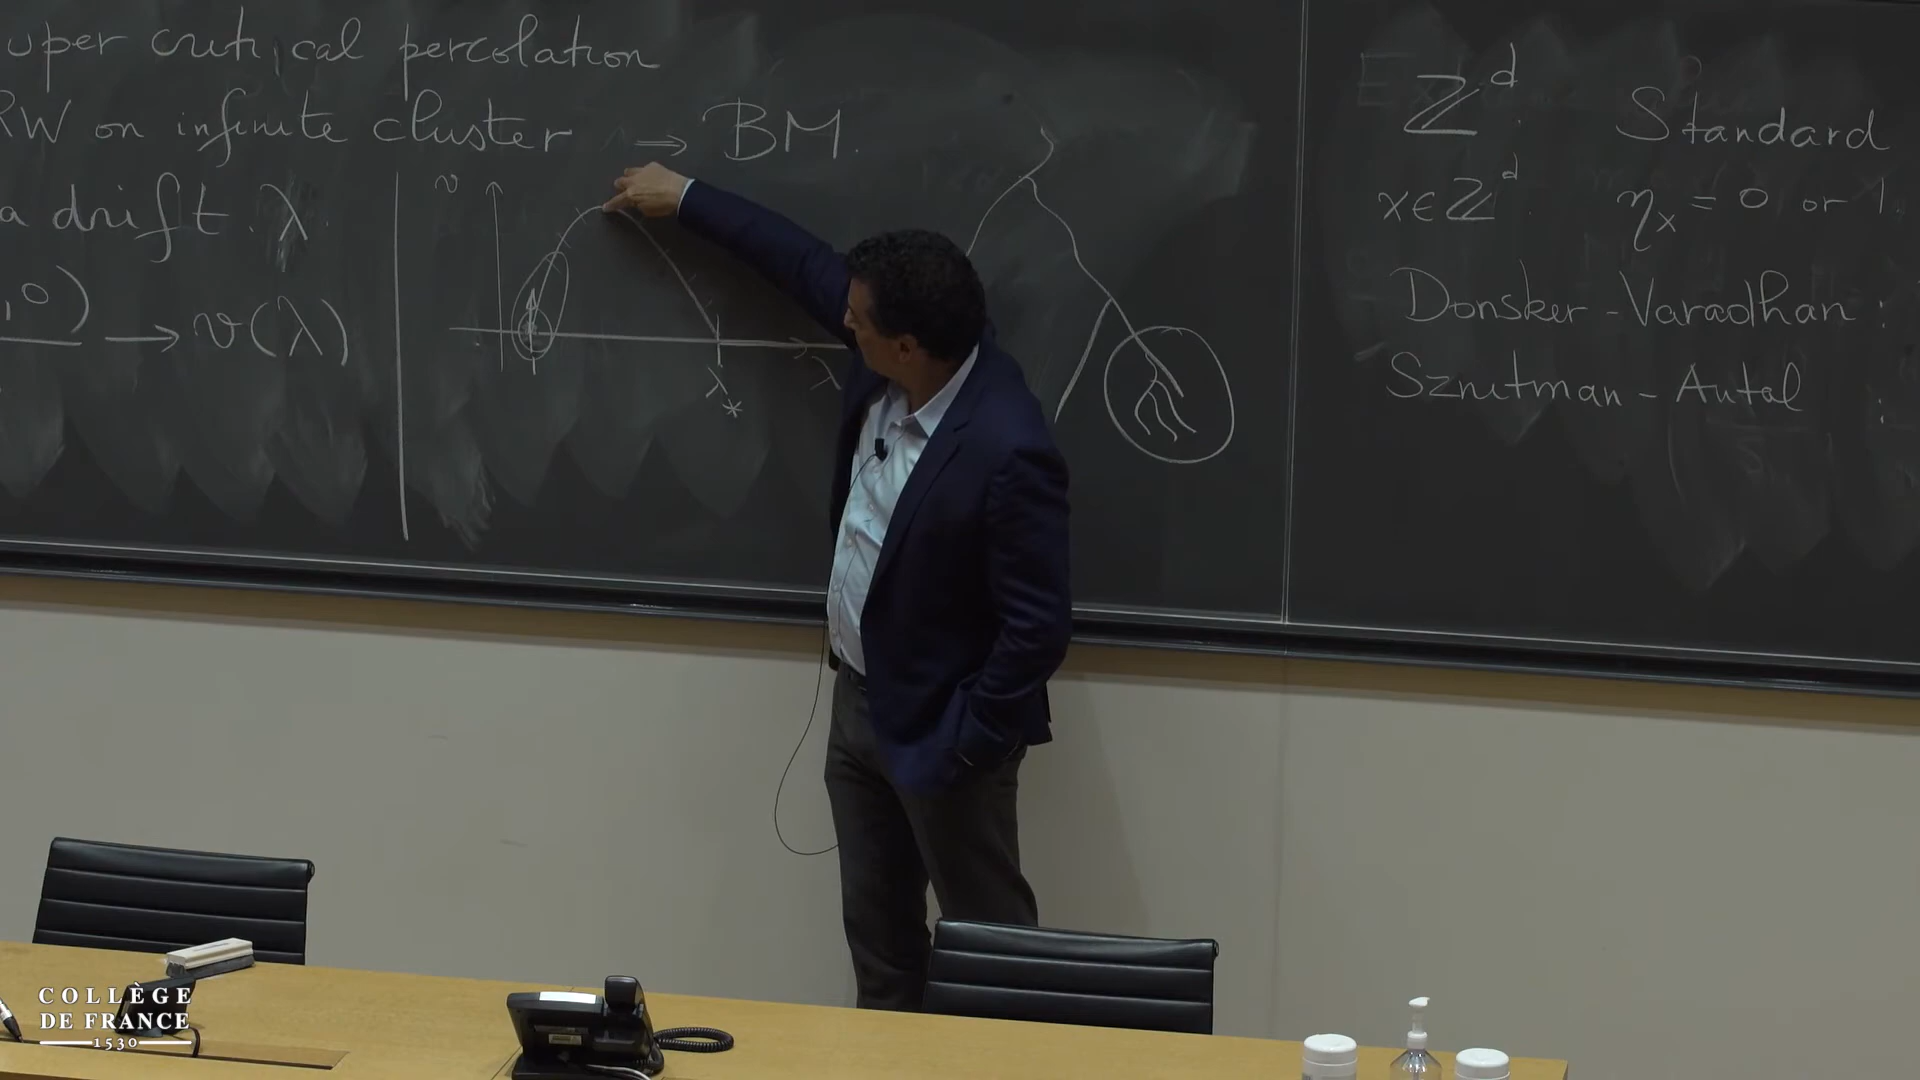 uper critical percolation
RW on infinite cluster ⇒ BM.
a drift. λ
,0) → v(λ)
v
λ
λ*
ℤ^d. Standard
x∈ℤ^d. η_x = 0 or 1.
Donsker-Varadhan:
Sznitman-Antal :
COLLÈGE
DE FRANCE
1530